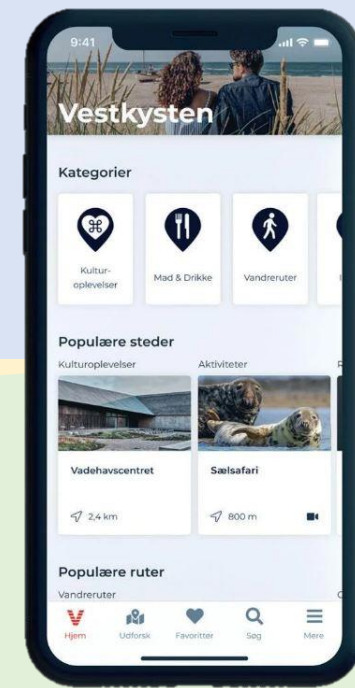 9:41
Vestkysten
Kategorier
Kultur-
oplevelser
Mad & Drikke
Vandreruter
Populære steder
Kulturoplevelser
Aktiviteter
Vadehavscentret
Sælsafari
2,4 km
800 m
Populære ruter
Vandreruter
Hjem
Udforsk
Favoritter
Søg
Mere